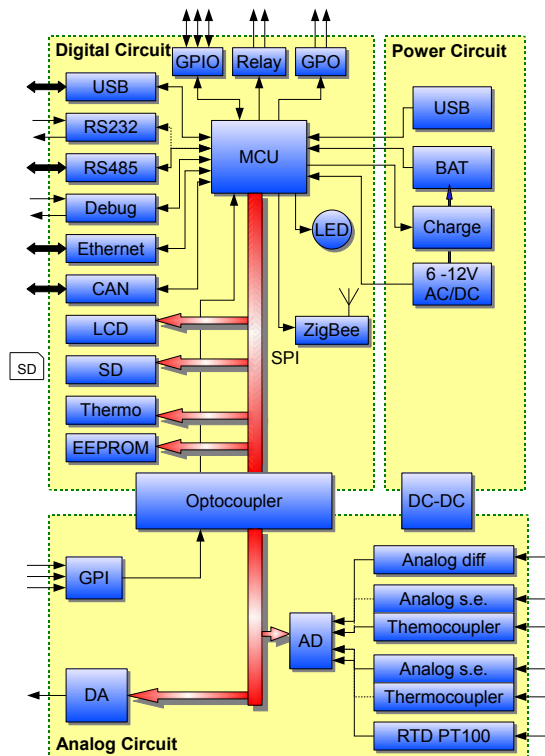 Digital Circuit
Power Circuit
GPIO
Relay
GPO
USB
RS232
RS485
Debug
Ethernet
CAN
LCD
SD
SD
Thermo
EEPROM
MCU
LED
ZigBee
SPI
USB
BAT
Charge
6 -12V
AC/DC
Optocoupler
DC-DC
GPI
DA
AD
Analog diff
Analog s.e.
Themocoupler
Analog s.e.
Thermocoupler
RTD PT100
Analog Circuit